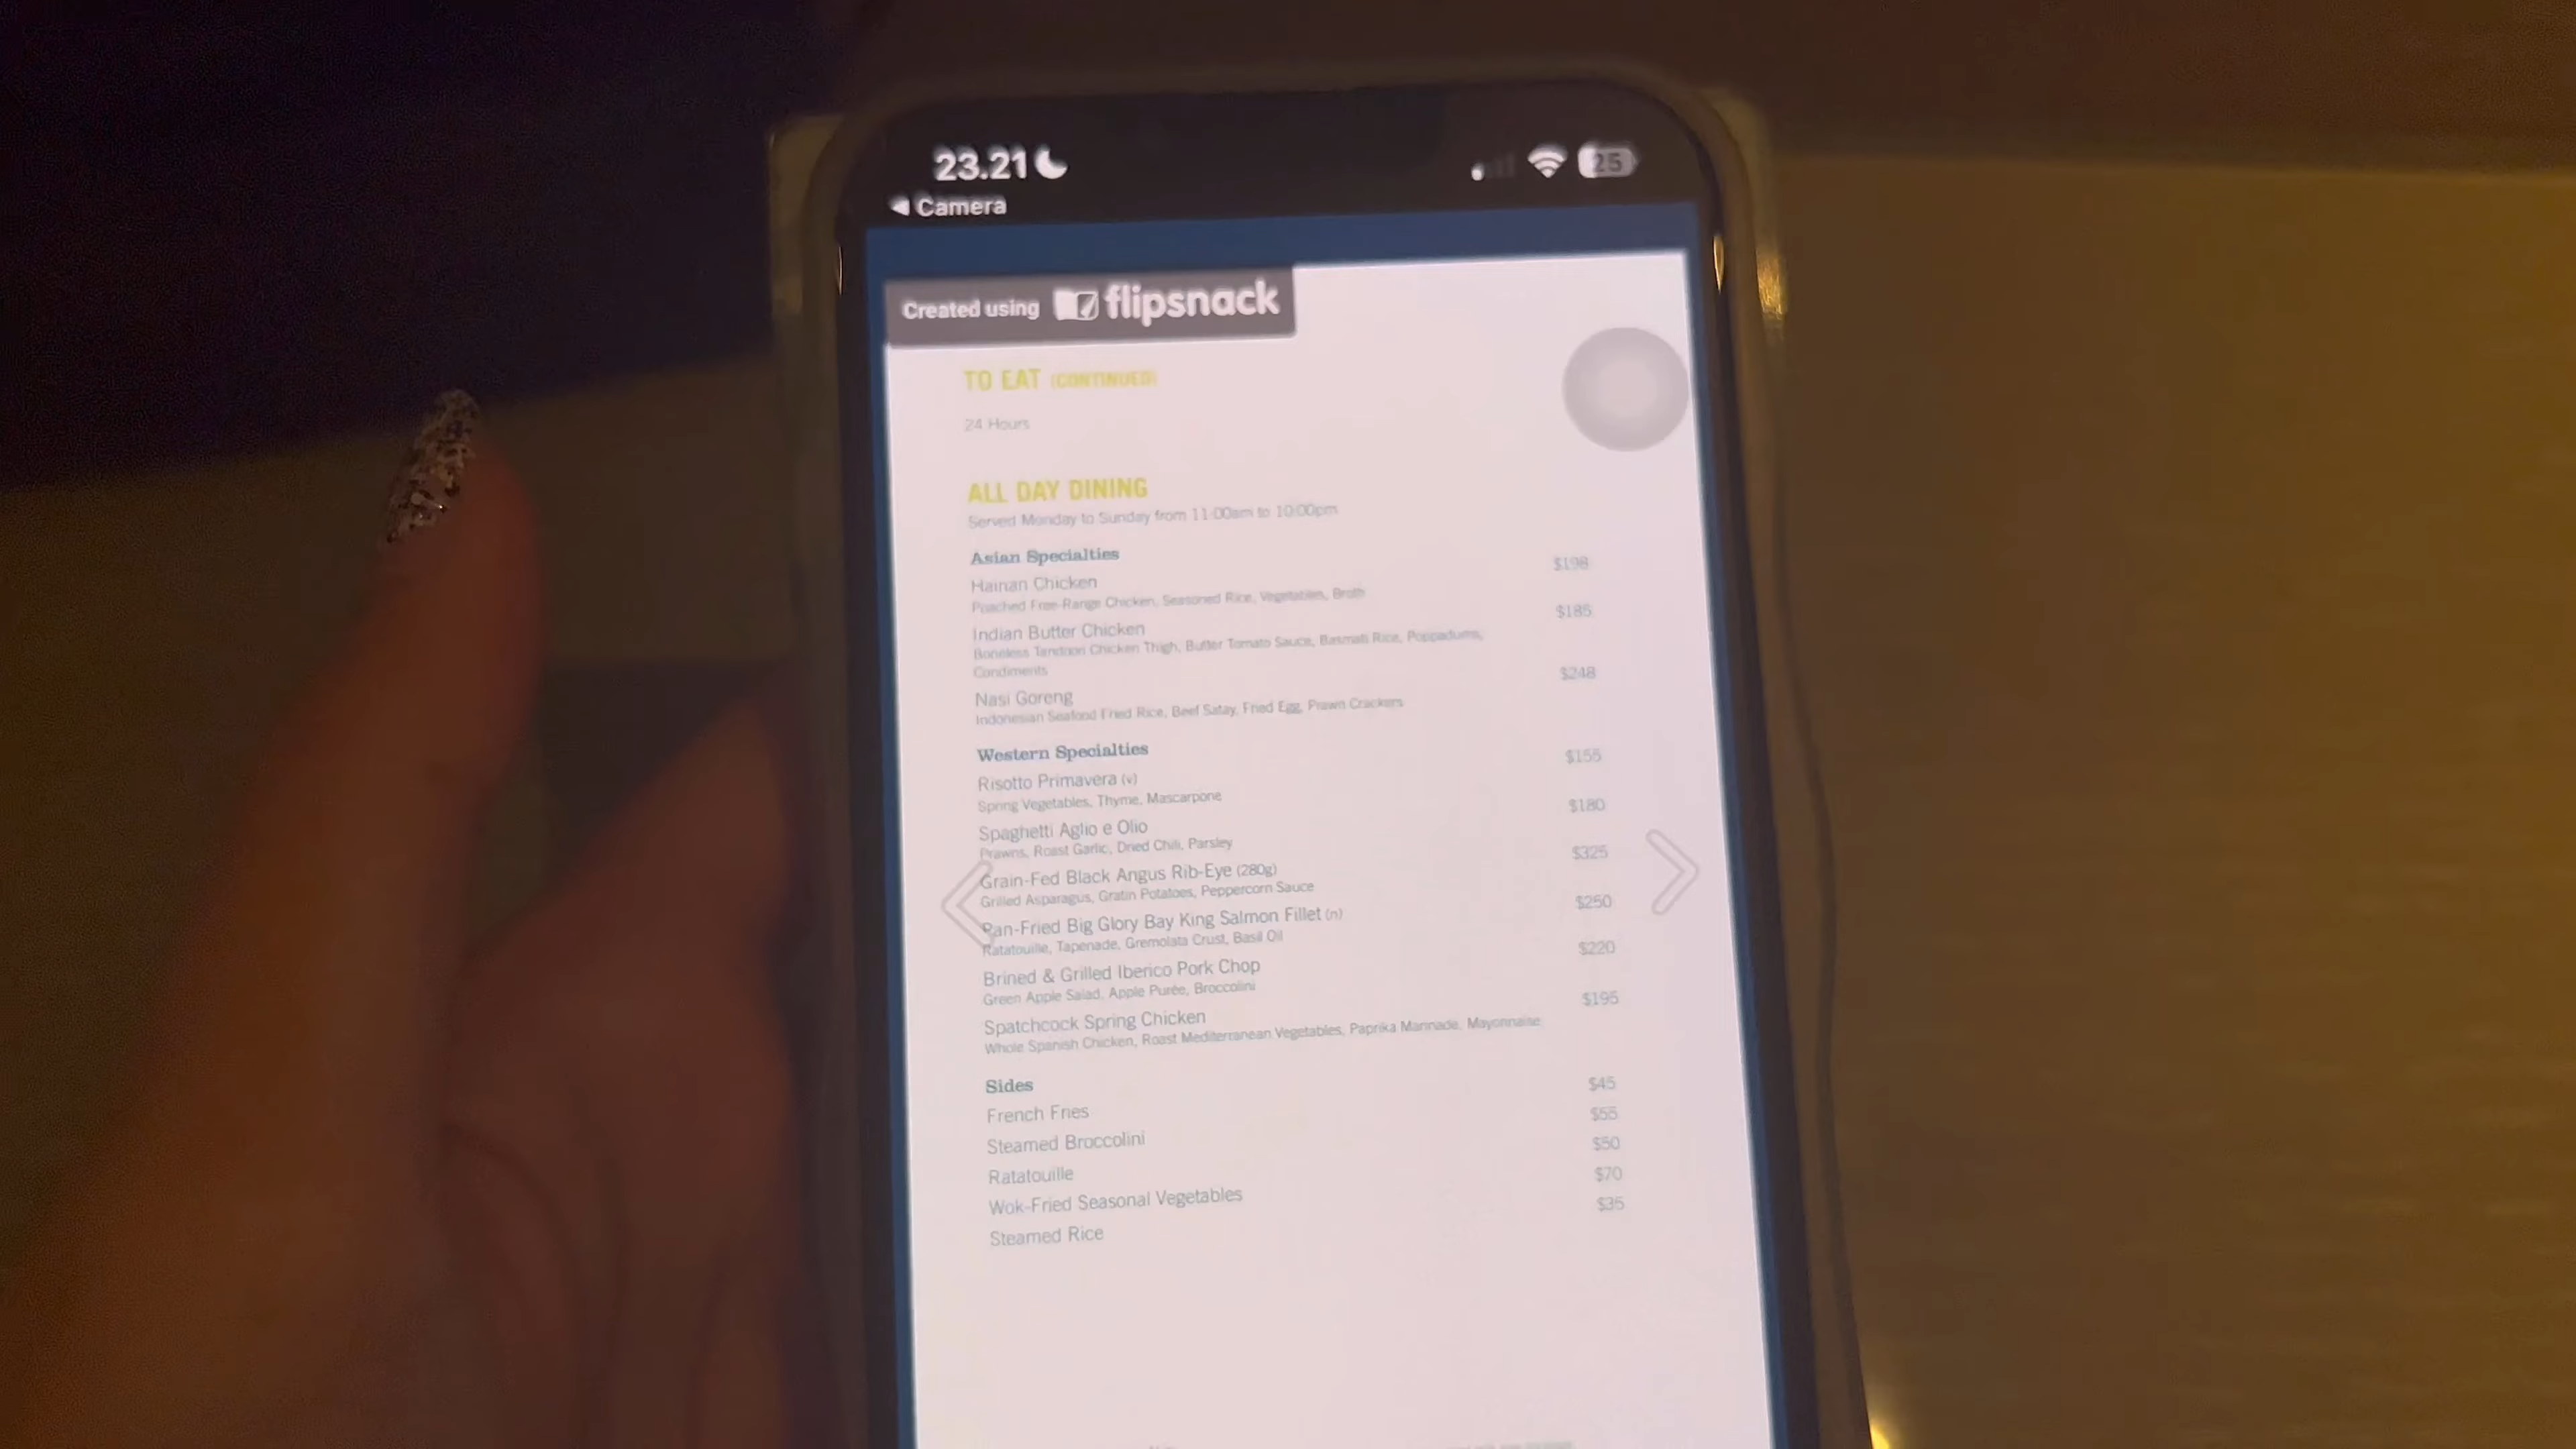 23.21
25
Camera
Created using flipsnack
TO EAT (CONTINUED)
24 Hours
ALL DAY DINING
Served Monday to Sunday from 11:00am to 10:00pm
Asian Specialties
Hainan Chicken $198
Poached Free-Range Chicken, Seasoned Rice, Vegetables, Broth
Indian Butter Chicken $185
Boneless Tandoori Chicken Thigh, Butter Tomato Sauce, Basmati Rice, Poppadums,
Condiments
Nasi Goreng $248
Indonesian Seafood Fried Rice, Beef Satay, Fried Egg, Prawn Crackers
Western Specialties
Risotto Primavera (v) $155
Spring Vegetables, Thyme, Mascarpone
Spaghetti Aglio e Olio $180
Prawns, Roast Garlic, Dried Chili, Parsley
Grain-Fed Black Angus Rib-Eye (280g) $325
Grilled Asparagus, Gratin Potatoes, Peppercorn Sauce
Pan-Fried Big Glory Bay King Salmon Fillet (n) $250
Ratatouille, Tapenade, Gremolata Crust, Basil Oil
Brined & Grilled Iberico Pork Chop $220
Green Apple Salad, Apple Purée, Broccolini
Spatchcock Spring Chicken $195
Whole Spanish Chicken, Roast Mediterranean Vegetables, Paprika Marinade, Mayonnaise
Sides
French Fries $45
Steamed Broccolini $55
Ratatouille $50
Wok-Fried Seasonal Vegetables $70
Steamed Rice $35